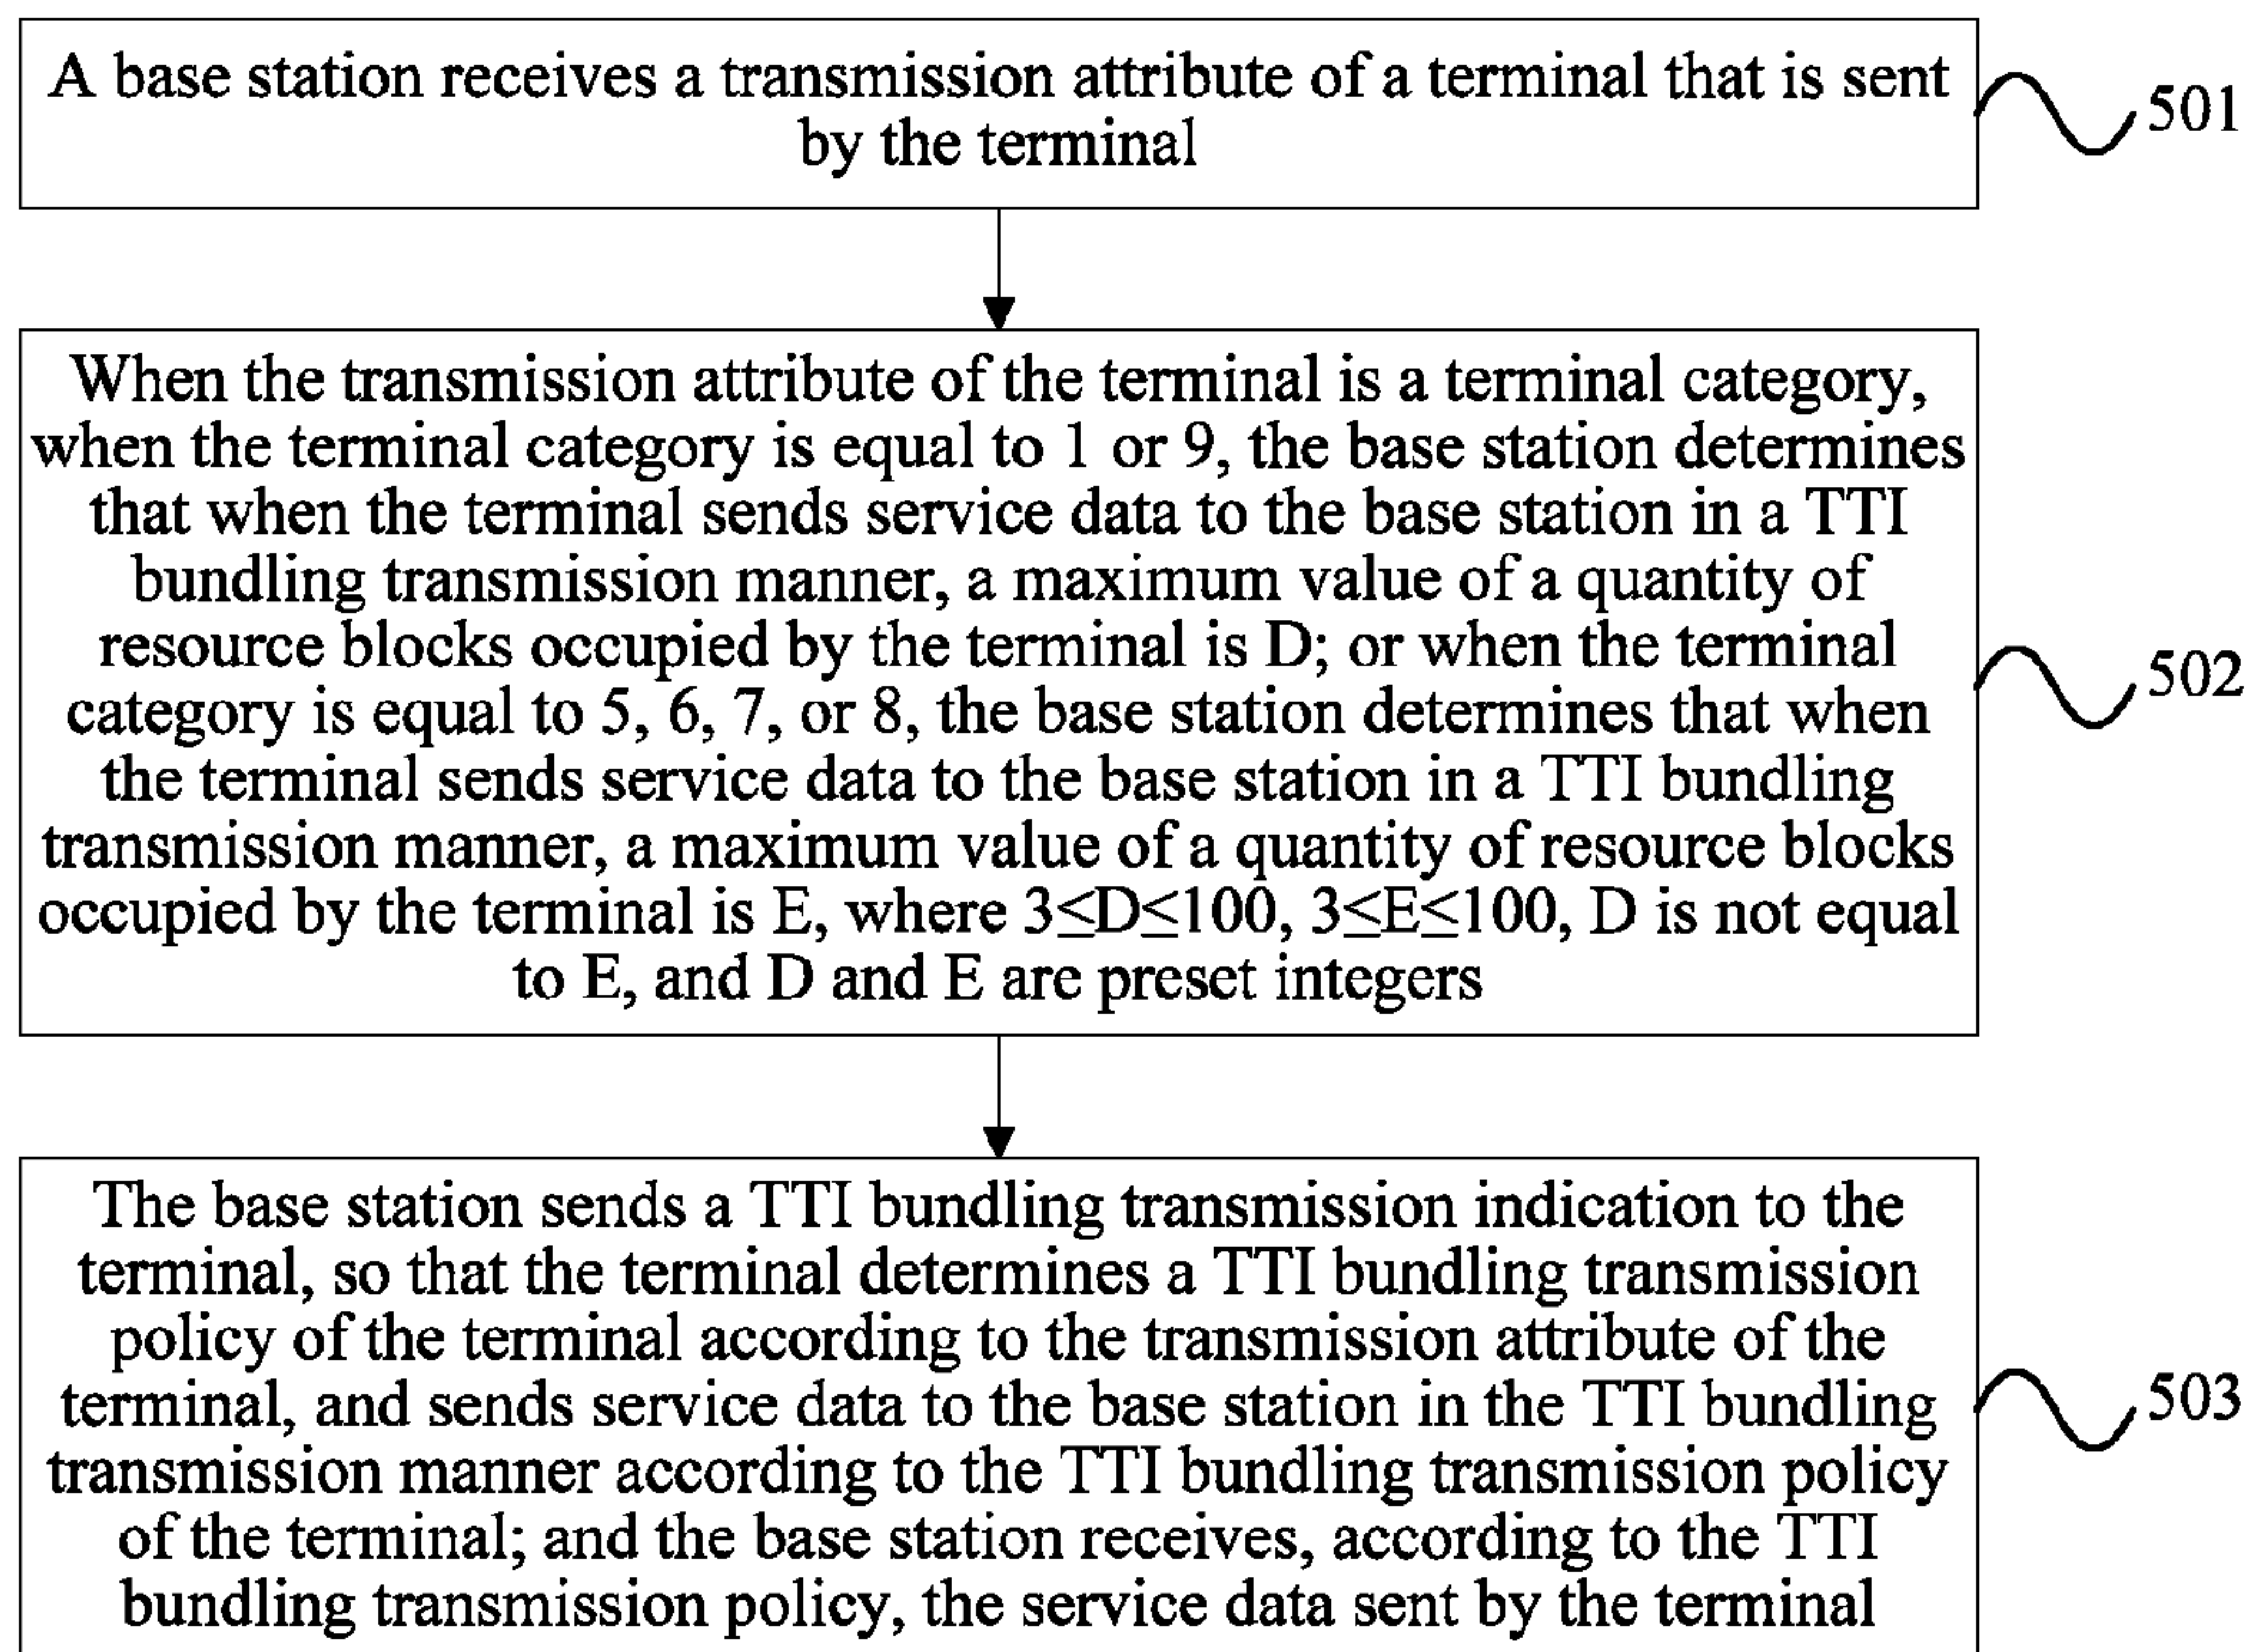 A base station receives a transmission attribute of a terminal that is sent
by the terminal
501
When the transmission attribute of the terminal is a terminal category,
when the terminal category is equal to 1 or 9, the base station determines
that when the terminal sends service data to the base station in a TTI
bundling transmission manner, a maximum value of a quantity of
resource blocks occupied by the terminal is D; or when the terminal
category is equal to 5, 6, 7, or 8, the base station determines that when
the terminal sends service data to the base station in a TTI bundling
transmission manner, a maximum value of a quantity of resource blocks
occupied by the terminal is E, where 3≤D≤100, 3≤E≤100, D is not equal
to E, and D and E are preset integers
502
The base station sends a TTI bundling transmission indication to the
terminal, so that the terminal determines a TTI bundling transmission
policy of the terminal according to the transmission attribute of the
terminal, and sends service data to the base station in the TTI bundling
transmission manner according to the TTI bundling transmission policy
of the terminal; and the base station receives, according to the TTI
bundling transmission policy, the service data sent by the terminal
503